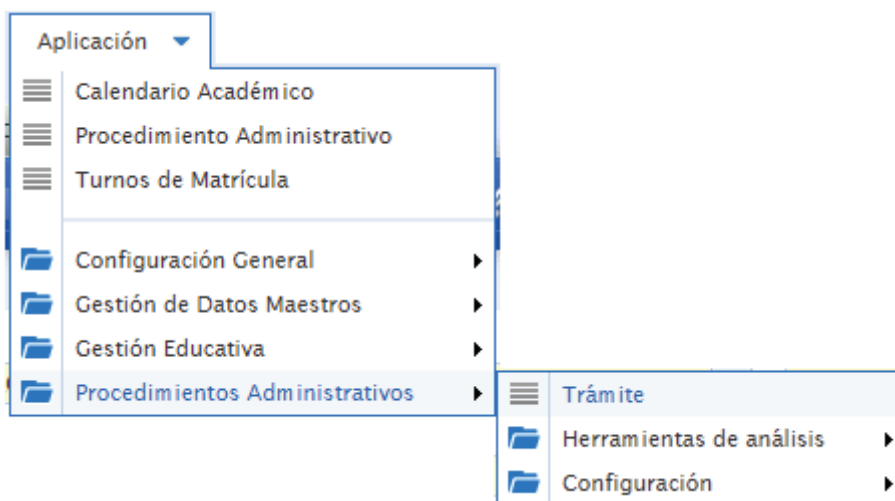 Aplicación
Calendario Académico
Procedimiento Administrativo
Turnos de Matrícula
Configuración General
Gestión de Datos Maestros
Gestión Educativa
Procedimientos Administrativos
Trámite
Herramientas de análisis
Configuración